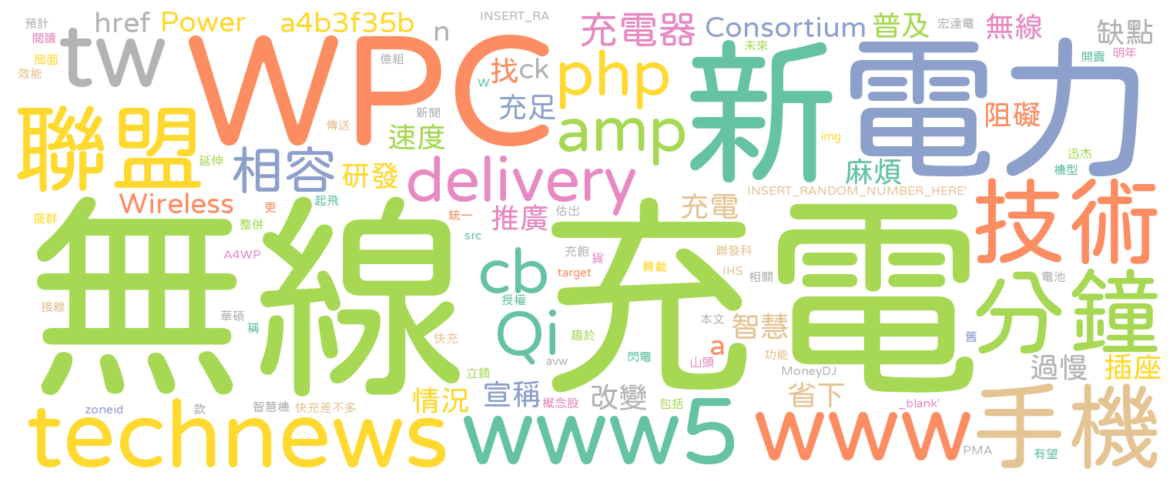 預計 href Power a4b3f35b n INSERT_RA 充電器 Consortium 普及 宏達電 無線 缺點
閱讀 tw WPC 億組 w 找 ck php 未來 新 電力 開賣 明年
局面 效能 充足 amp img 阻礙
聯盟 新聞 傳送 速度 麻煩 迅杰 機型
延伸 相容 研發 delivery INSERT_RANDOM_NUMBER_HERE' 技術
Wireless 更 起飛 統一 推廣 估出 充電
盛群 整併 無線充電 src
A4WP cb 充飽 貨 聯發科 target 轉載 IHS 相關 電池 分鐘
接線 華碩 稱 授權 Qi 趨於 本文 智慧 舊
快充 avw 閃電 山頭 a 功能 過慢 插座
立錡 MoneyDJ
zoneid 款 智慧機 快充差不多 情況 宣稱 概念股 改變 包括 _blank' 省下 手機
technews www5 www PMA 有望